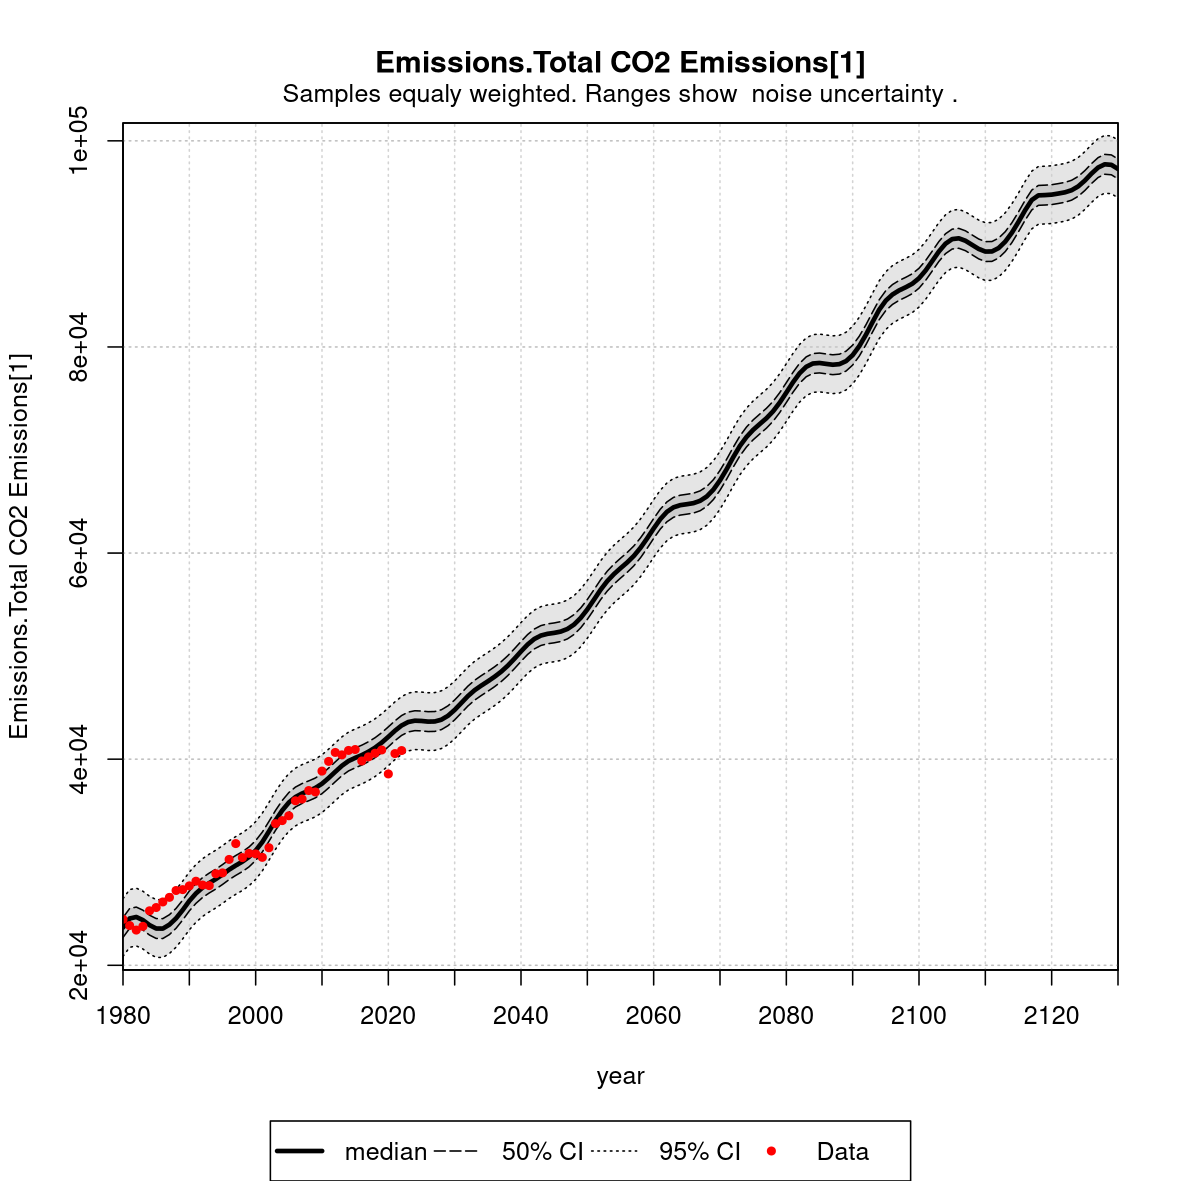 Emissions.Total CO2 Emissions[1]
Samples equaly weighted. Ranges show  noise uncertainty .
Emissions.Total CO2 Emissions[1]
1e+05
8e+04
6e+04
4e+04
2e+04
1980 2000 2020 2040 2060 2080 2100 2120
year
median 50% CI 95% CI Data